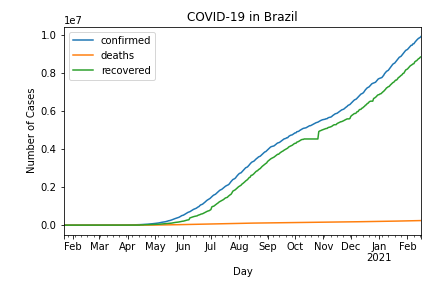 COVID-19 in Brazil
1e7
confirmed
deaths
recovered
Number of Cases
1.0
0.8
0.6
0.4
0.2
0.0
Feb Mar Apr May Jun Jul Aug Sep Oct Nov Dec Jan Feb
2021
Day